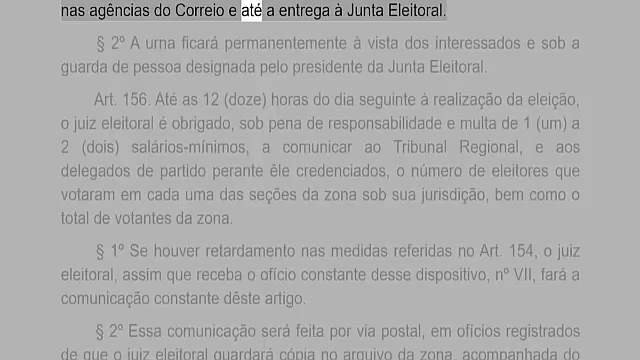 nas agências do Correio e até a entrega à Junta Eleitoral.
§ 2º A urna ficará permanentemente à vista dos interessados e sob a
guarda de pessoa designada pelo presidente da Junta Eleitoral.
Art. 156. Até as 12 (doze) horas do dia seguinte à realização da eleição,
o juiz eleitoral é obrigado, sob pena de responsabilidade e multa de 1 (um) a
2 (dois) salários-mínimos, a comunicar ao Tribunal Regional, e aos
delegados de partido perante êle credenciados, o número de eleitores que
votaram em cada uma das seções da zona sob sua jurisdição, bem como o
total de votantes da zona.
§ 1º Se houver retardamento nas medidas referidas no Art. 154, o juiz
eleitoral, assim que receba o ofício constante desse dispositivo, nº VII, fará a
comunicação constante dêste artigo.
§ 2º Essa comunicação será feita por via postal, em ofícios registrados
de que o juiz eleitoral guardará cópia no arquivo da zona, acompanhada do